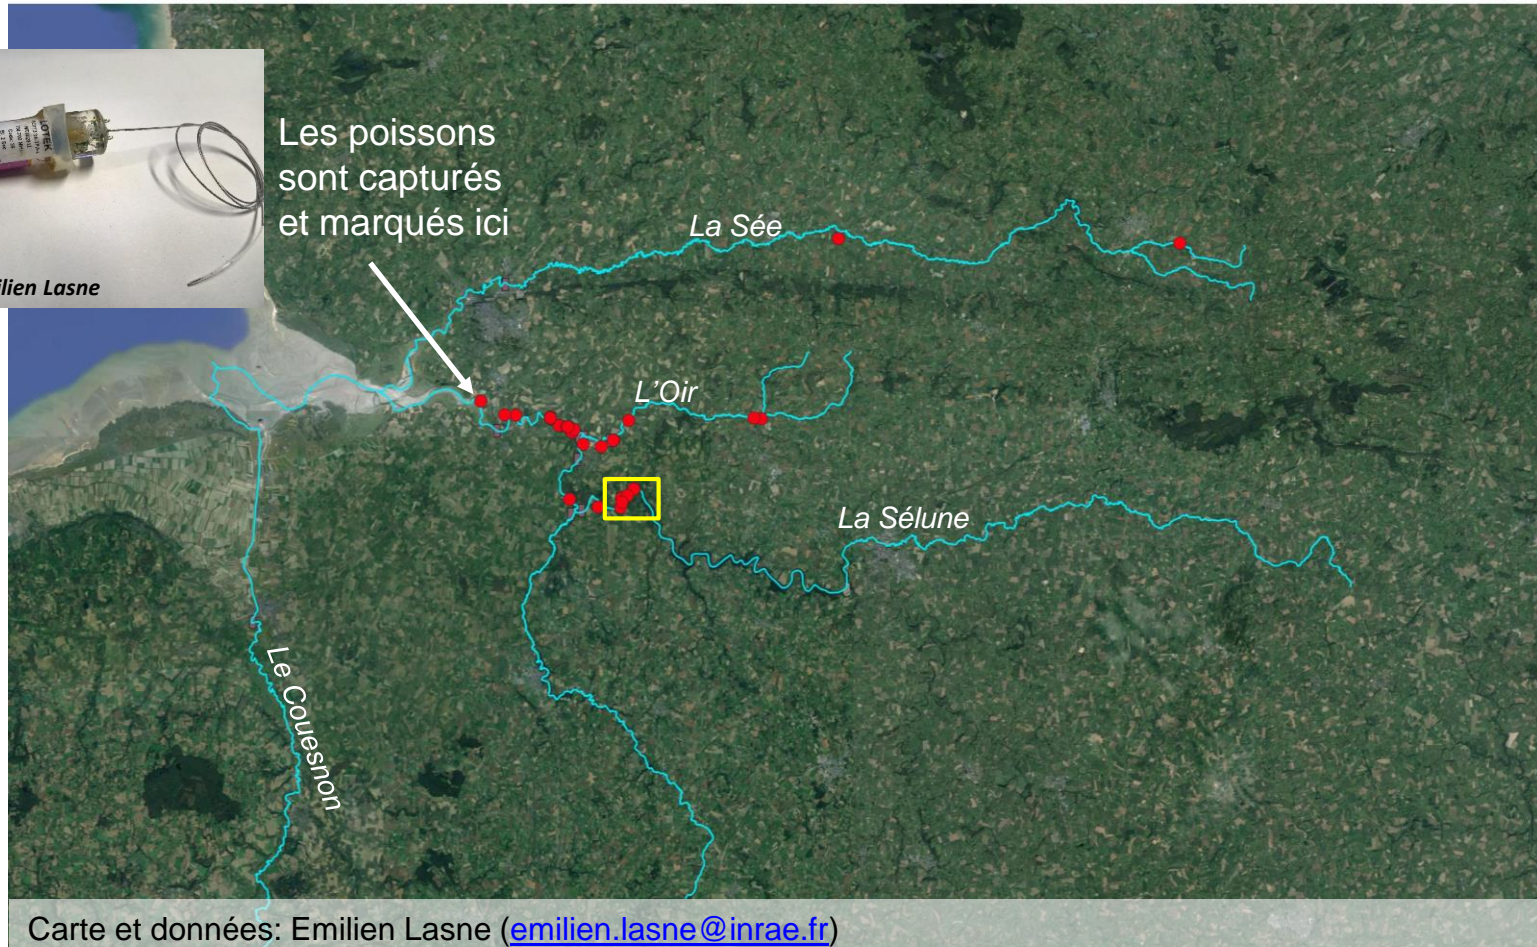 LOTEK
Les poissons
sont capturés
et marqués ici
La Sée
ilien Lasne
L'Oir
La Sélune
Le Couesnon
Carte et données: Emilien Lasne (emilien.lasne@inrae.fr)